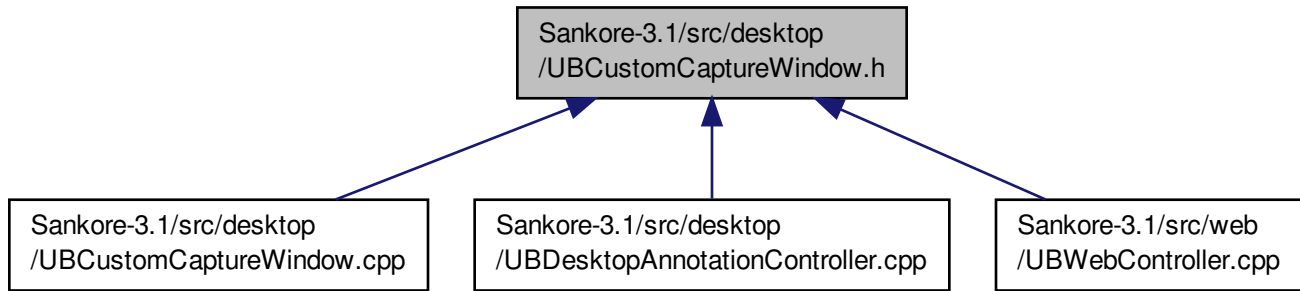 Sankore-3.1/src/desktop
/UBCustomCaptureWindow.h
Sankore-3.1/src/desktop
/UBCustomCaptureWindow.cpp
Sankore-3.1/src/desktop
/UBDesktopAnnotationController.cpp
Sankore-3.1/src/web
/UBWebController.cpp